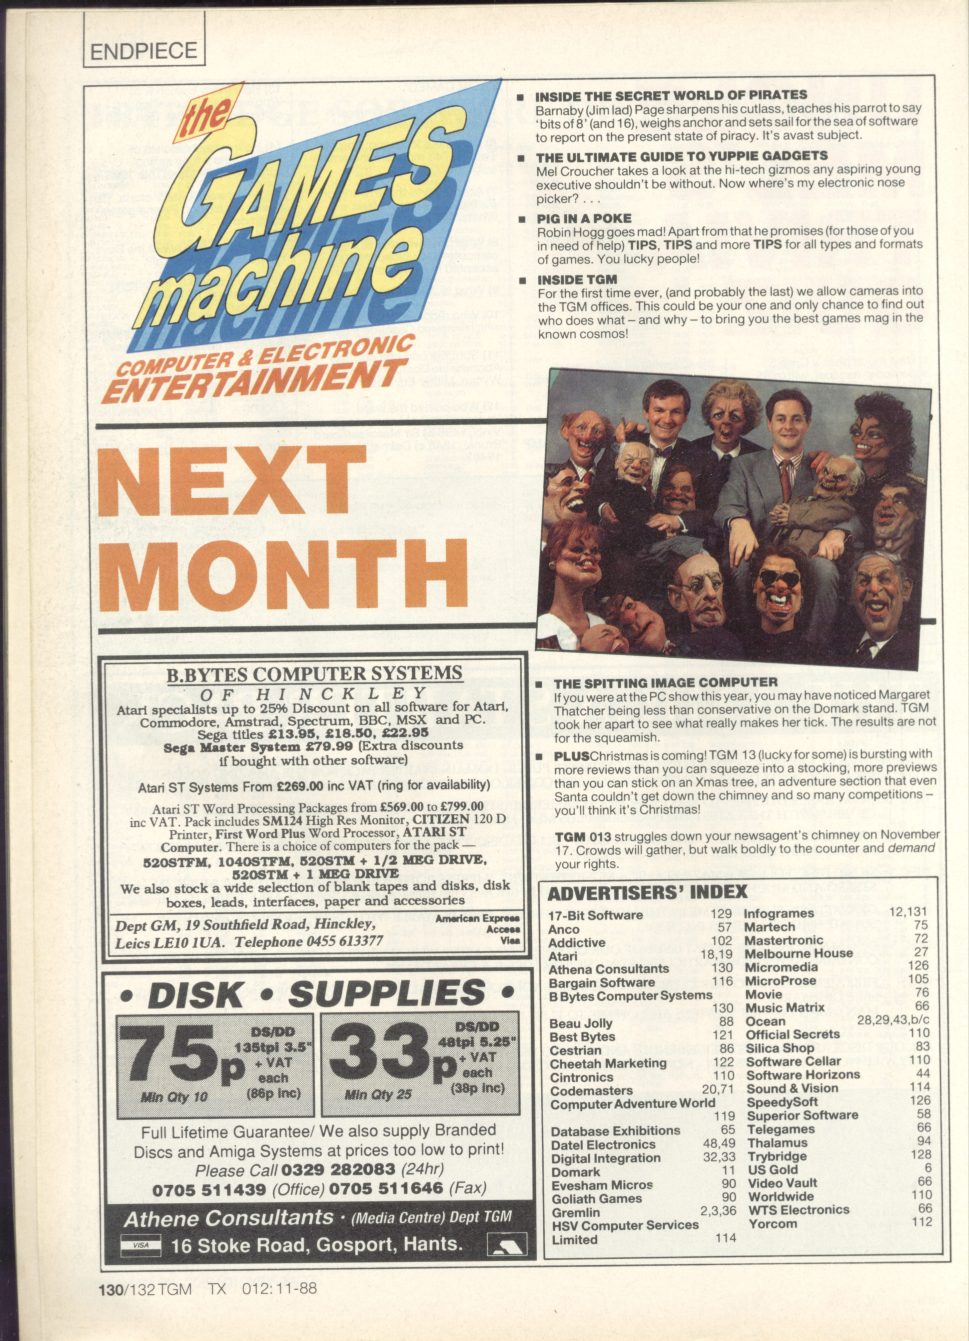 ENDPIECE
the
GAMES
machine
COMPUTER & ELECTRONIC
ENTERTAINMENT
■ INSIDE THE SECRET WORLD OF PIRATES
Barnaby (Jim lad) Page sharpens his cutlass, teaches his parrot to say
'bits of 8' (and 16), weighs anchor and sets sail for the sea of software
to report on the present state of piracy. It's avast subject.
■ THE ULTIMATE GUIDE TO YUPPIE GADGETS
Mel Croucher takes a look at the hi-tech gizmos any aspiring young
executive shouldn't be without. Now where's my electronic nose
picker? . . .
■ PIG IN A POKE
Robin Hogg goes mad! Apart from that he promises (for those of you
in need of help) TIPS, TIPS and more TIPS for all types and formats
of games. You lucky people!
■ INSIDE TGM
For the first time ever, (and probably the last) we allow cameras into
the TGM offices. This could be your one and only chance to find out
who does what – and why – to bring you the best games mag in the
known cosmos!
NEXT
MONTH
■ THE SPITTING IMAGE COMPUTER
If you were at the PC show this year, you may have noticed Margaret
Thatcher being less than conservative on the Domark stand. TGM
took her apart to see what really makes her tick. The results are not
for the squeamish.
■ PLUS Christmas is coming! TGM 13 (lucky for some) is bursting with
more reviews than you can squeeze into a stocking, more previews
than you can stick on an Xmas tree, an adventure section that even
Santa couldn't get down the chimney and so many competitions –
you'll think it's Christmas!
TGM 013 struggles down your newsagent's chimney on November
17. Crowds will gather, but walk boldly to the counter and demand
your rights.
B.BYTES COMPUTER SYSTEMS
OF HINCKLEY
Atari specialists up to 25% Discount on all software for Atari,
Commodore, Amstrad, Spectrum, BBC, MSX and PC.
Sega titles £13.95, £18.50, £22.95
Sega Master System £79.99 (Extra discounts
if bought with other software)
Atari ST Systems From £269.00 inc VAT (ring for availability)
Atari ST Word Processing Packages from £569.00 to £799.00
inc VAT. Pack includes SM124 High Res Monitor, CITIZEN 120 D
Printer, First Word Plus Word Processor, ATARI ST
Computer. There is a choice of computers for the pack —
520STFM, 1040STFM, 520STM + 1/2 MEG DRIVE,
520STM + 1 MEG DRIVE
We also stock a wide selection of blank tapes and disks, disk
boxes, leads, interfaces, paper and accessories
Dept GM, 19 Southfield Road, Hinckley,
Leics LE10 1UA. Telephone 0455 613377
American Express
Access
Visa
• DISK • SUPPLIES •
75p
DS/DD
135tpi 3.5"
+ VAT
each
(86p inc)
Min Qty 10
33p
DS/DD
48tpi 5.25"
+ VAT
each
(38p inc)
Min Qty 25
Full Lifetime Guarantee/ We also supply Branded
Discs and Amiga Systems at prices too low to print!
Please Call 0329 282083 (24hr)
0705 511439 (Office) 0705 511646 (Fax)
Athene Consultants • (Media Centre) Dept TGM
VISA 16 Stoke Road, Gosport, Hants.
ADVERTISERS' INDEX
17-Bit Software 129
Anco 57
Addictive 102
Atari 18,19
Athena Consultants 130
Bargain Software 116
B Bytes Computer Systems
130
Beau Jolly 88
Best Bytes 121
Cestrian 86
Cheetah Marketing 122
Cintronics 110
Codemasters 20,71
Computer Adventure World
119
Database Exhibitions 65
Datel Electronics 48,49
Digital Integration 32,33
Domark 11
Evesham Micros 90
Goliath Games 90
Gremlin 2,3,36
HSV Computer Services
Limited 114
Infogrames 12,131
Martech 75
Mastertronic 72
Melbourne House 27
Micromedia 126
MicroProse 105
Movie 76
Music Matrix 66
Ocean 28,29,43,b/c
Official Secrets 110
Silica Shop 83
Software Cellar 110
Software Horizons 44
Sound & Vision 114
SpeedySoft 126
Superior Software 58
Telegames 66
Thalamus 94
Trybridge 128
US Gold 6
Video Vault 66
Worldwide 110
WTS Electronics 66
Yorcom 112
130/132 TGM TX 012:11-88